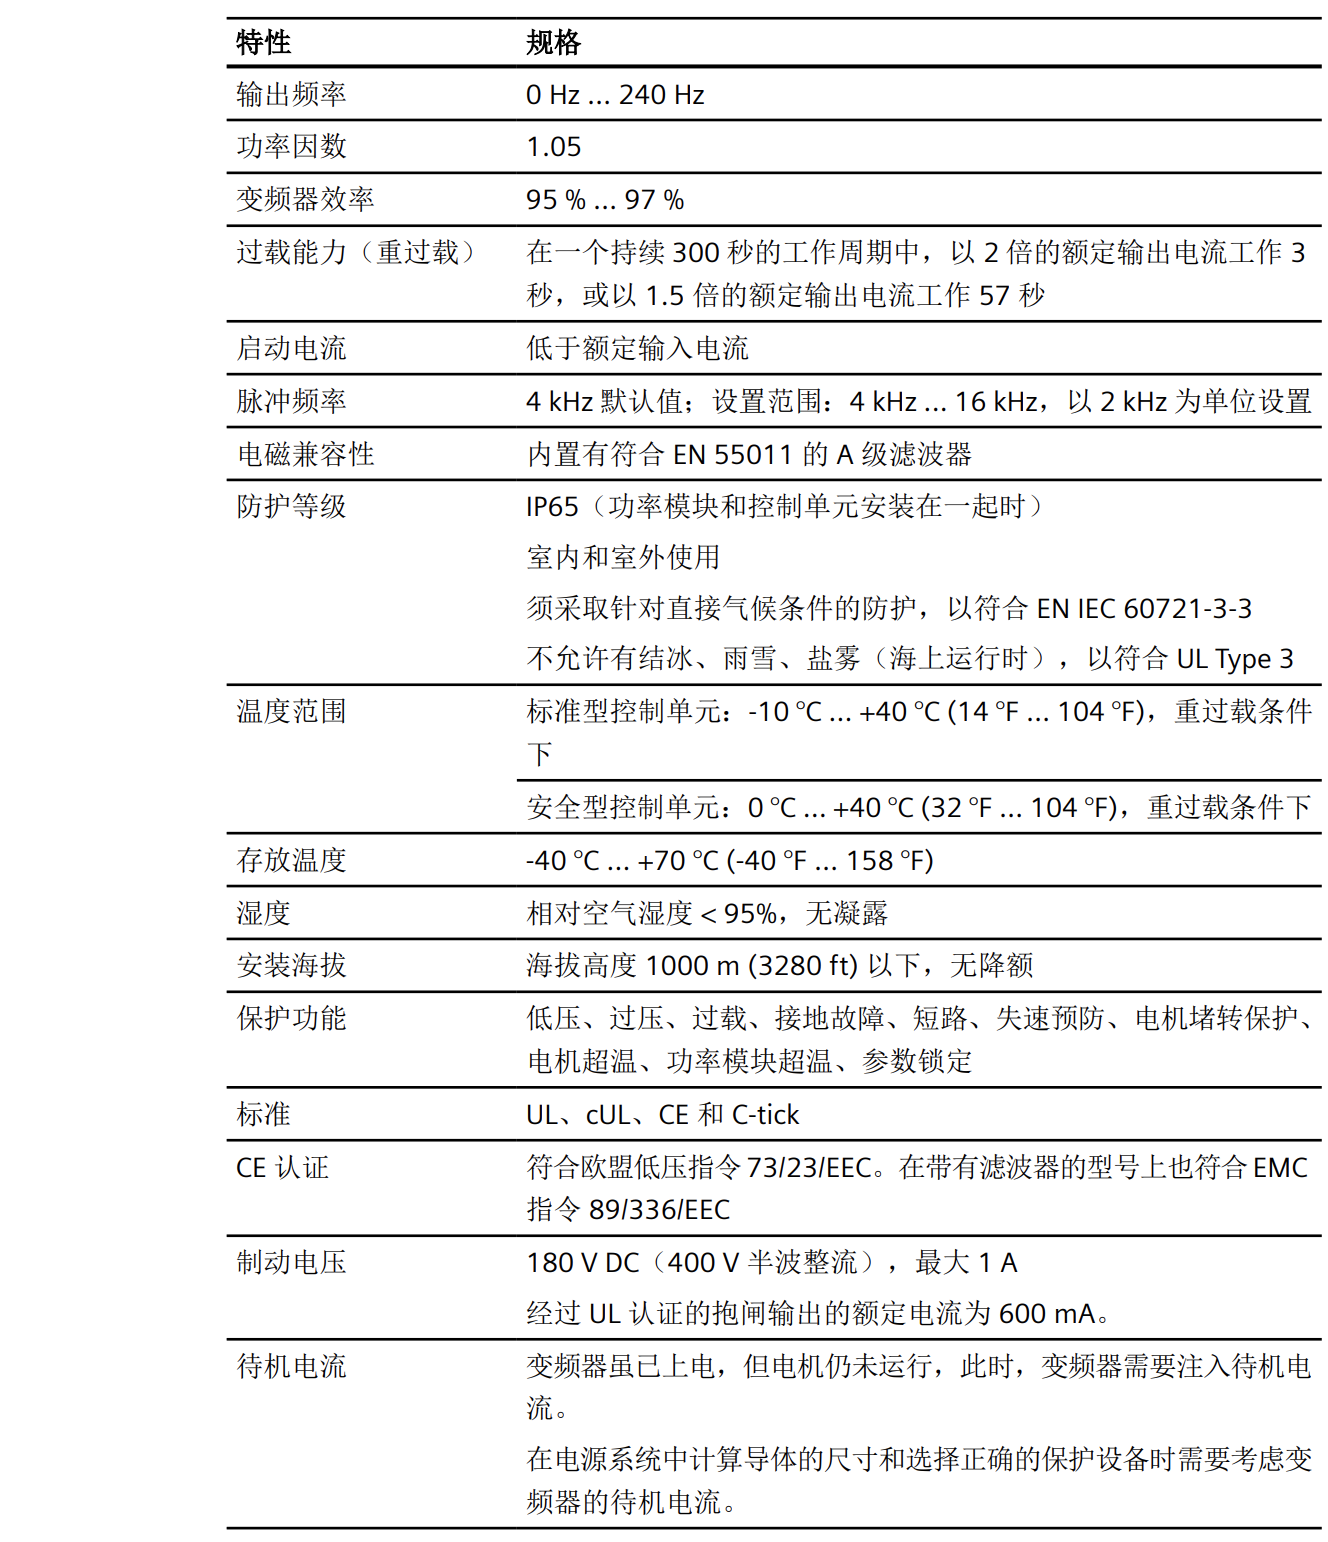 特性 规格
输出频率 0 Hz ... 240 Hz
功率因数 1.05
变频器效率 95 % ... 97 %
过载能力（重过载） 在一个持续 300 秒的工作周期中，以 2 倍的额定输出电流工作 3
秒，或以 1.5 倍的额定输出电流工作 57 秒
启动电流 低于额定输入电流
脉冲频率 4 kHz 默认值；设置范围：4 kHz ... 16 kHz，以 2 kHz 为单位设置
电磁兼容性 内置有符合 EN 55011 的 A 级滤波器
防护等级 IP65（功率模块和控制单元安装在一起时）
室内和室外使用
须采取针对直接气候条件的防护，以符合 EN IEC 60721-3-3
不允许有结冰、雨雪、盐雾（海上运行时），以符合 UL Type 3
温度范围 标准型控制单元：-10 °C ... +40 °C (14 °F ... 104 °F)，重过载条件
下
安全型控制单元：0 °C ... +40 °C (32 °F ... 104 °F)，重过载条件下
存放温度 -40 °C ... +70 °C (-40 °F ... 158 °F)
湿度 相对空气湿度 < 95%，无凝露
安装海拔 海拔高度 1000 m (3280 ft) 以下，无降额
保护功能 低压、过压、过载、接地故障、短路、失速预防、电机堵转保护、
电机超温、功率模块超温、参数锁定
标准 UL、cUL、CE 和 C-tick
CE 认证 符合欧盟低压指令 73/23/EEC。在带有滤波器的型号上也符合 EMC
指令 89/336/EEC
制动电压 180 V DC（400 V 半波整流），最大 1 A
经过 UL 认证的抱闸输出的额定电流为 600 mA。
待机电流 变频器虽已上电，但电机仍未运行，此时，变频器需要注入待机电
流。
在电源系统中计算导体的尺寸和选择正确的保护设备时需要考虑变
频器的待机电流。